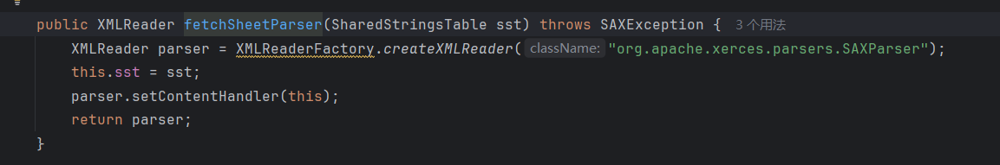 public XMLReader fetchSheetParser(SharedStringsTable sst) throws SAXException { 3 个用法
XMLReader parser = XMLReaderFactory.createXMLReader( className: "org.apache.xerces.parsers.SAXParser");
this.sst = sst;
parser.setContentHandler(this);
return parser;
}